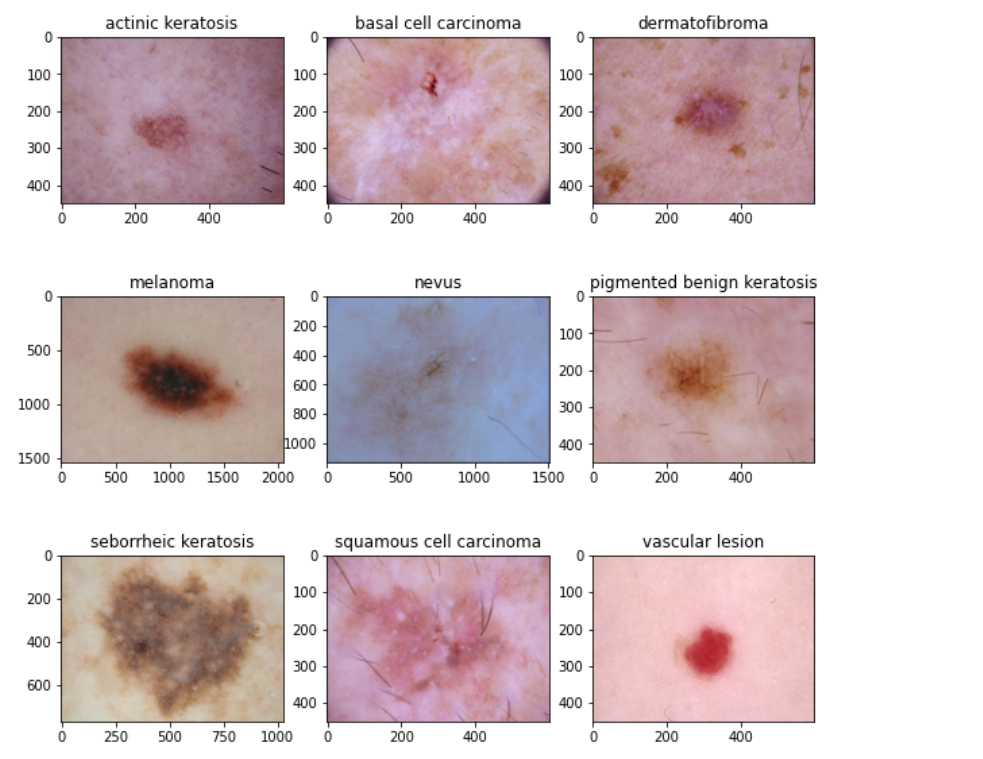 actinic keratosis
basal cell carcinoma
dermatofibroma
0
100
200
300
400
0 200 400
0
100
200
300
400
200 400
0
100
200
300
400
0 200 400
melanoma
nevus
pigmented benign keratosis
0
500
1000
1500
0 500 1000 1500 2000
0
200
400
600
800
1000
0 500 1000 1500
0
100
200
300
400
0 200 400
seborrheic keratosis
squamous cell carcinoma
vascular lesion
0
200
400
600
0 250 500 750 1000
0
100
200
300
400
0 200 400
0
100
200
300
400
0 200 400